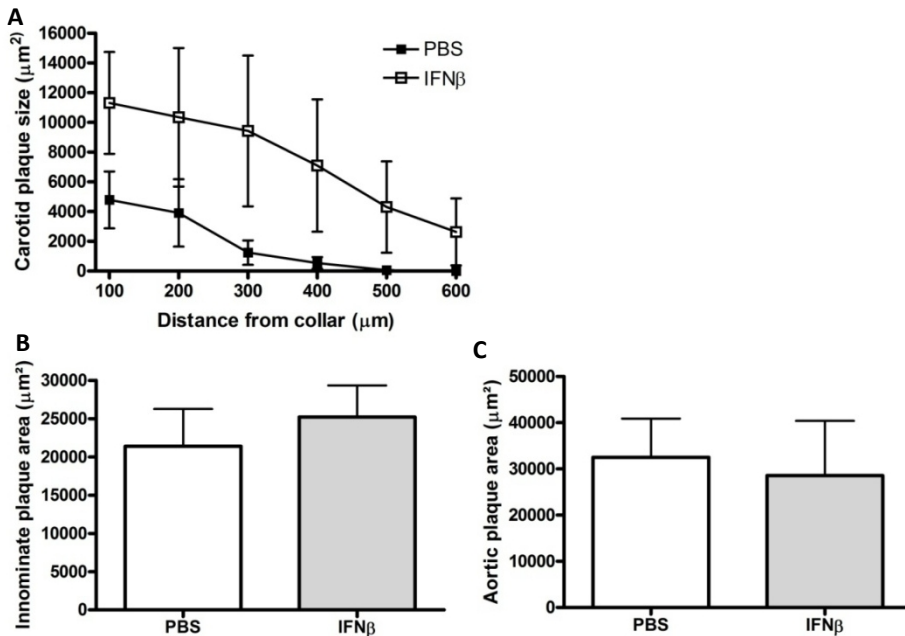 A
Carotid plaque size (μm²)
16000
14000
12000
10000
8000
6000
4000
2000
0
PBS
IFNβ
100 200 300 400 500 600
Distance from collar (μm)
B
Innominate plaque area (μm²)
30000
25000
20000
15000
10000
5000
0
PBS IFNβ
C
Aortic plaque area (μm²)
50000
40000
30000
20000
10000
0
PBS IFNβ